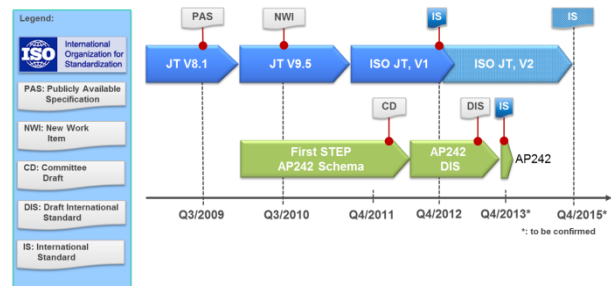 Legend:
ISO
International
Organization for
Standardization
PAS: Publicly Available
Specification
NWI: New Work
Item
CD: Committee
Draft
DIS: Draft International
Standard
IS: International
Standard
PAS
NWI
IS
IS
JT V8.1
JT V9.5
ISO JT, V1
ISO JT, V2
CD
DIS
IS
First STEP
AP242 Schema
AP242
DIS
AP242
Q3/2009
Q3/2010
Q4/2011
Q4/2012
Q4/2013*
Q4/2015*
*: to be confirmed